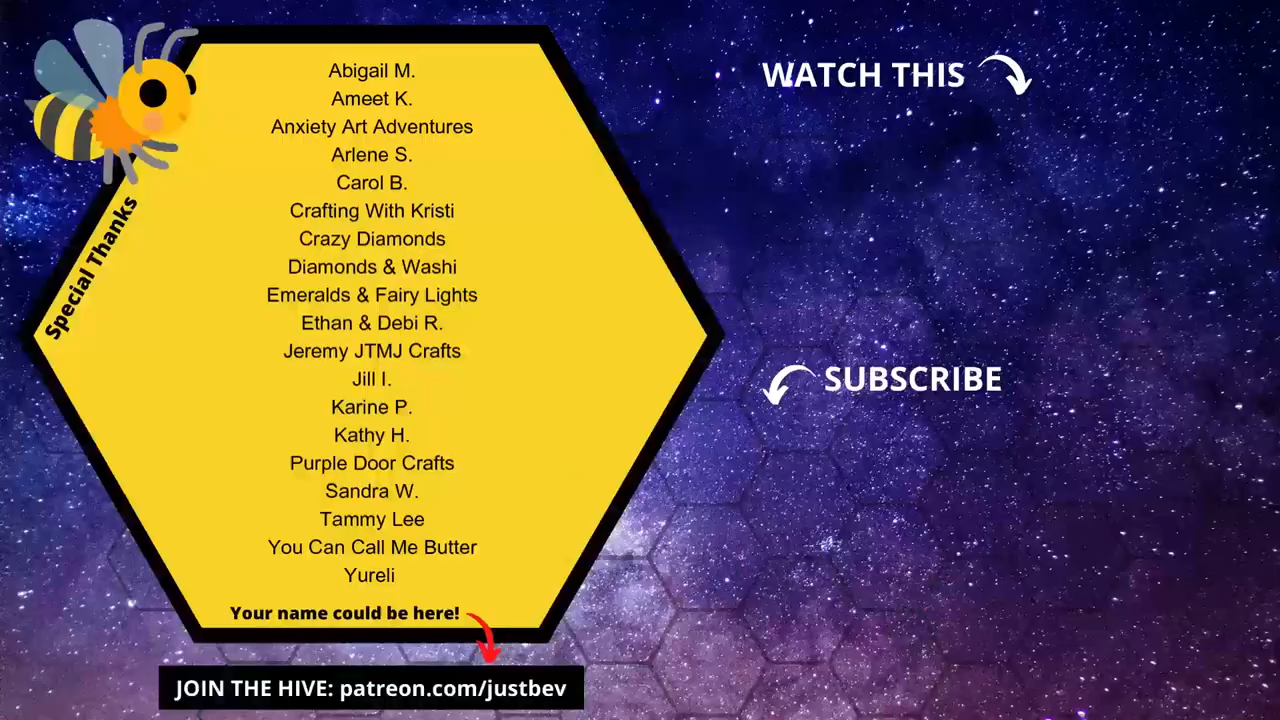 Special Thanks
Abigail M.
Ameet K.
Anxiety Art Adventures
Arlene S.
Carol B.
Crafting With Kristi
Crazy Diamonds
Diamonds & Washi
Emeralds & Fairy Lights
Ethan & Debi R.
Jeremy JTMJ Crafts
Jill I.
Karine P.
Kathy H.
Purple Door Crafts
Sandra W.
Tammy Lee
You Can Call Me Butter
Yureli
Your name could be here!
JOIN THE HIVE: patreon.com/justbev
WATCH THIS
SUBSCRIBE